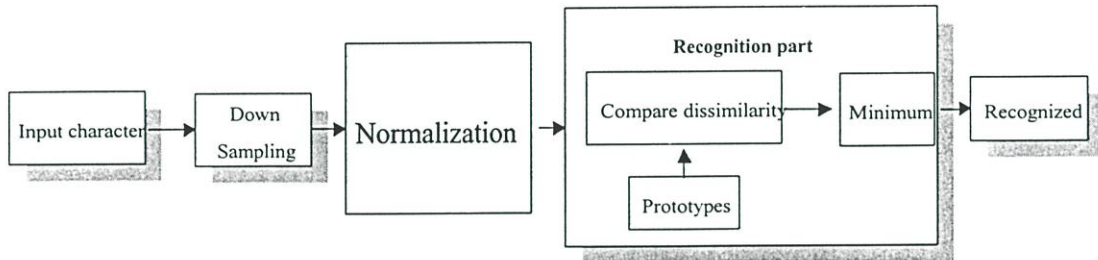 Input character
Down
Sampling
Normalization
Recognition part
Compare dissimilarity
Prototypes
Minimum
Recognized